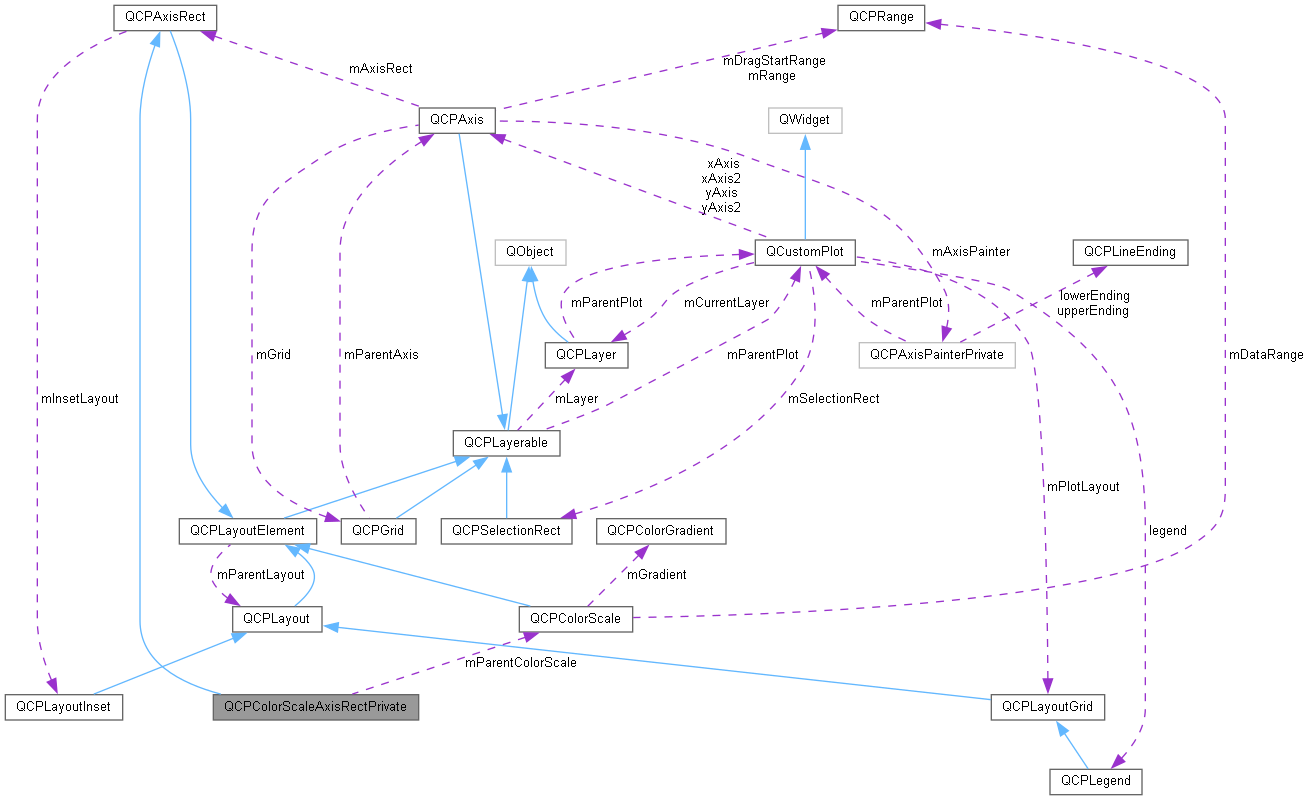 QCPAxisRect
QCPRange
mAxisRect
mDragStartRange
mRange
QCPAxis
QWidget
xAxis
xAxis2
yAxis
yAxis2
QObject
QCustomPlot
mAxisPainter
QCPLineEnding
mParentPlot
mCurrentLayer
mParentPlot
lowerEnding
upperEnding
mGrid
mParentAxis
QCPLayer
mParentPlot
QCPAxisPainterPrivate
mDataRange
mInsetLayout
mLayer
mSelectionRect
QCPLayerable
mPlotLayout
QCPLayoutElement
QCPGrid
QCPSelectionRect
QCPColorGradient
legend
mParentLayout
mGradient
QCPLayout
QCPColorScale
mParentColorScale
QCPLayoutInset
QCPColorScaleAxisRectPrivate
QCPLayoutGrid
QCPLegend